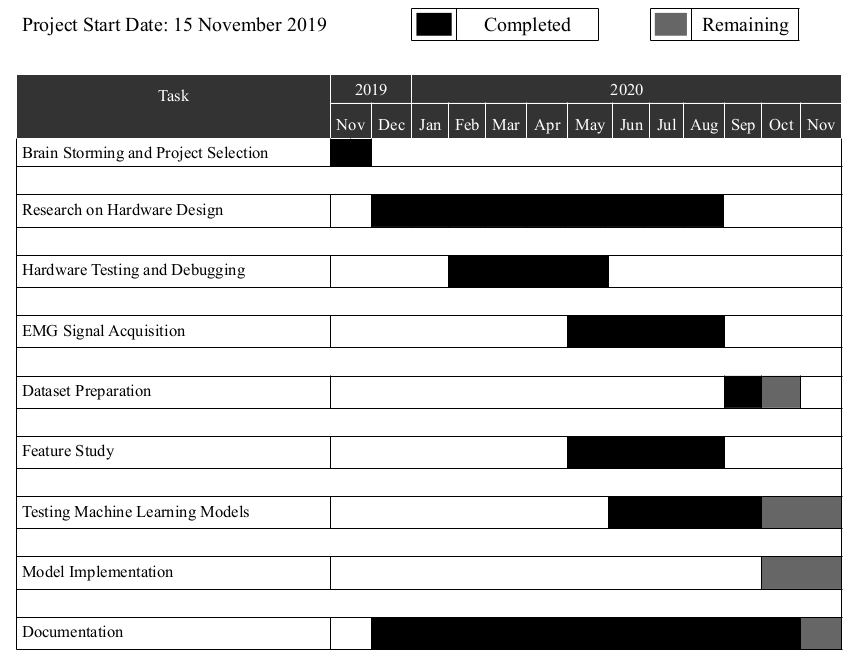 Project Start Date: 15 November 2019 Completed Remaining
Task 2019 2020
Nov Dec Jan Feb Mar Apr May Jun Jul Aug Sep Oct Nov
Brain Storming and Project Selection
Research on Hardware Design
Hardware Testing and Debugging
EMG Signal Acquisition
Dataset Preparation
Feature Study
Testing Machine Learning Models
Model Implementation
Documentation